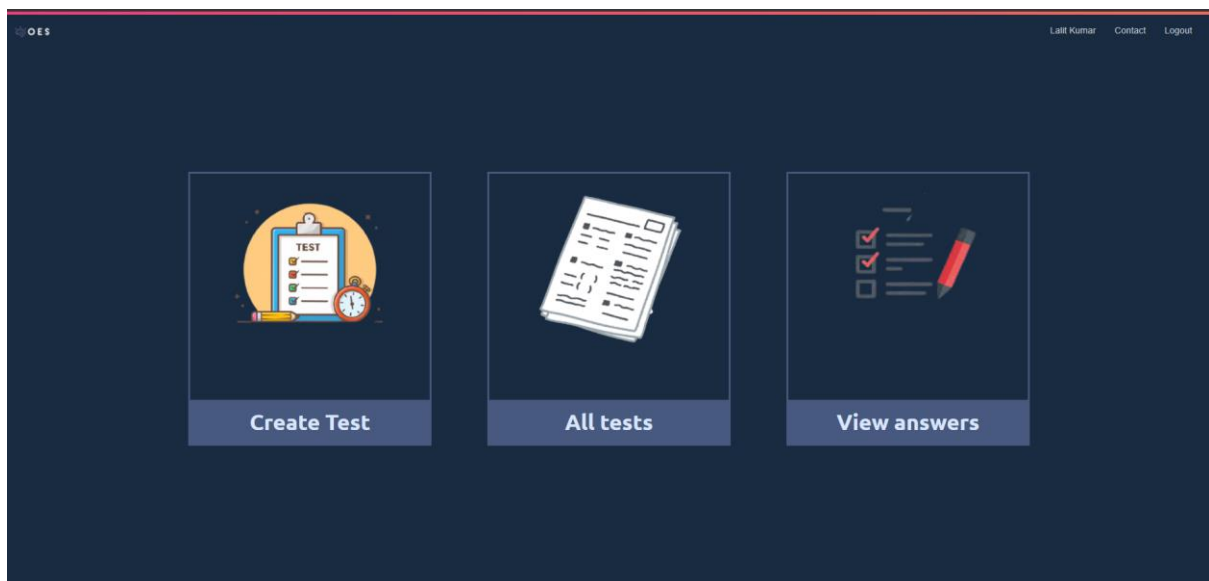 OES
Lalit Kumar Contact Logout
TEST
Create Test
All tests
View answers